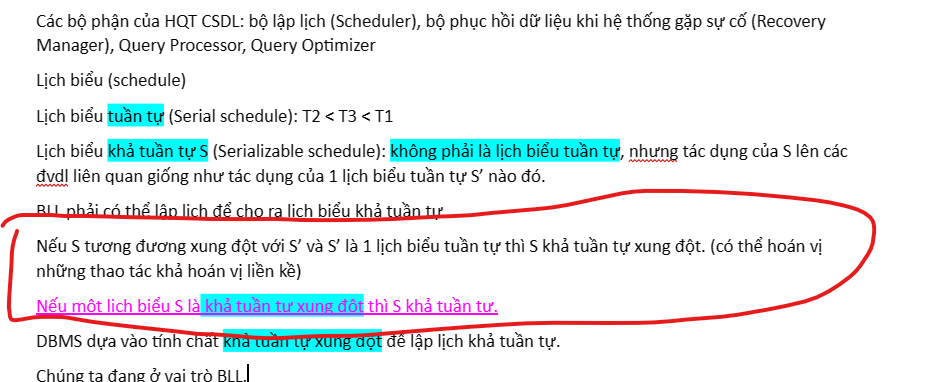 Các bộ phận của HQT CSDL: bộ lập lịch (Scheduler), bộ phục hồi dữ liệu khi hệ thống gặp sự cố (Recovery
Manager), Query Processor, Query Optimizer
Lịch biểu (schedule)
Lịch biểu tuần tự (Serial schedule): T2 < T3 < T1
Lịch biểu khả tuần tự S (Serializable schedule): không phải là lịch biểu tuần tự, nhưng tác dụng của S lên các
đvdl liên quan giống như tác dụng của 1 lịch biểu tuần tự S’ nào đó.
BLL phải có thể lập lịch để cho ra lịch biểu khả tuần tự
Nếu S tương đương xung đột với S’ và S’ là 1 lịch biểu tuần tự thì S khả tuần tự xung đột. (có thể hoán vị
những thao tác khả hoán vị liền kề)
Nếu một lịch biểu S là khả tuần tự xung đột thì S khả tuần tự.
DBMS dựa vào tính chất khả tuần tự xung đột để lập lịch khả tuần tự.
Chúng ta đang ở vai trò BLL.